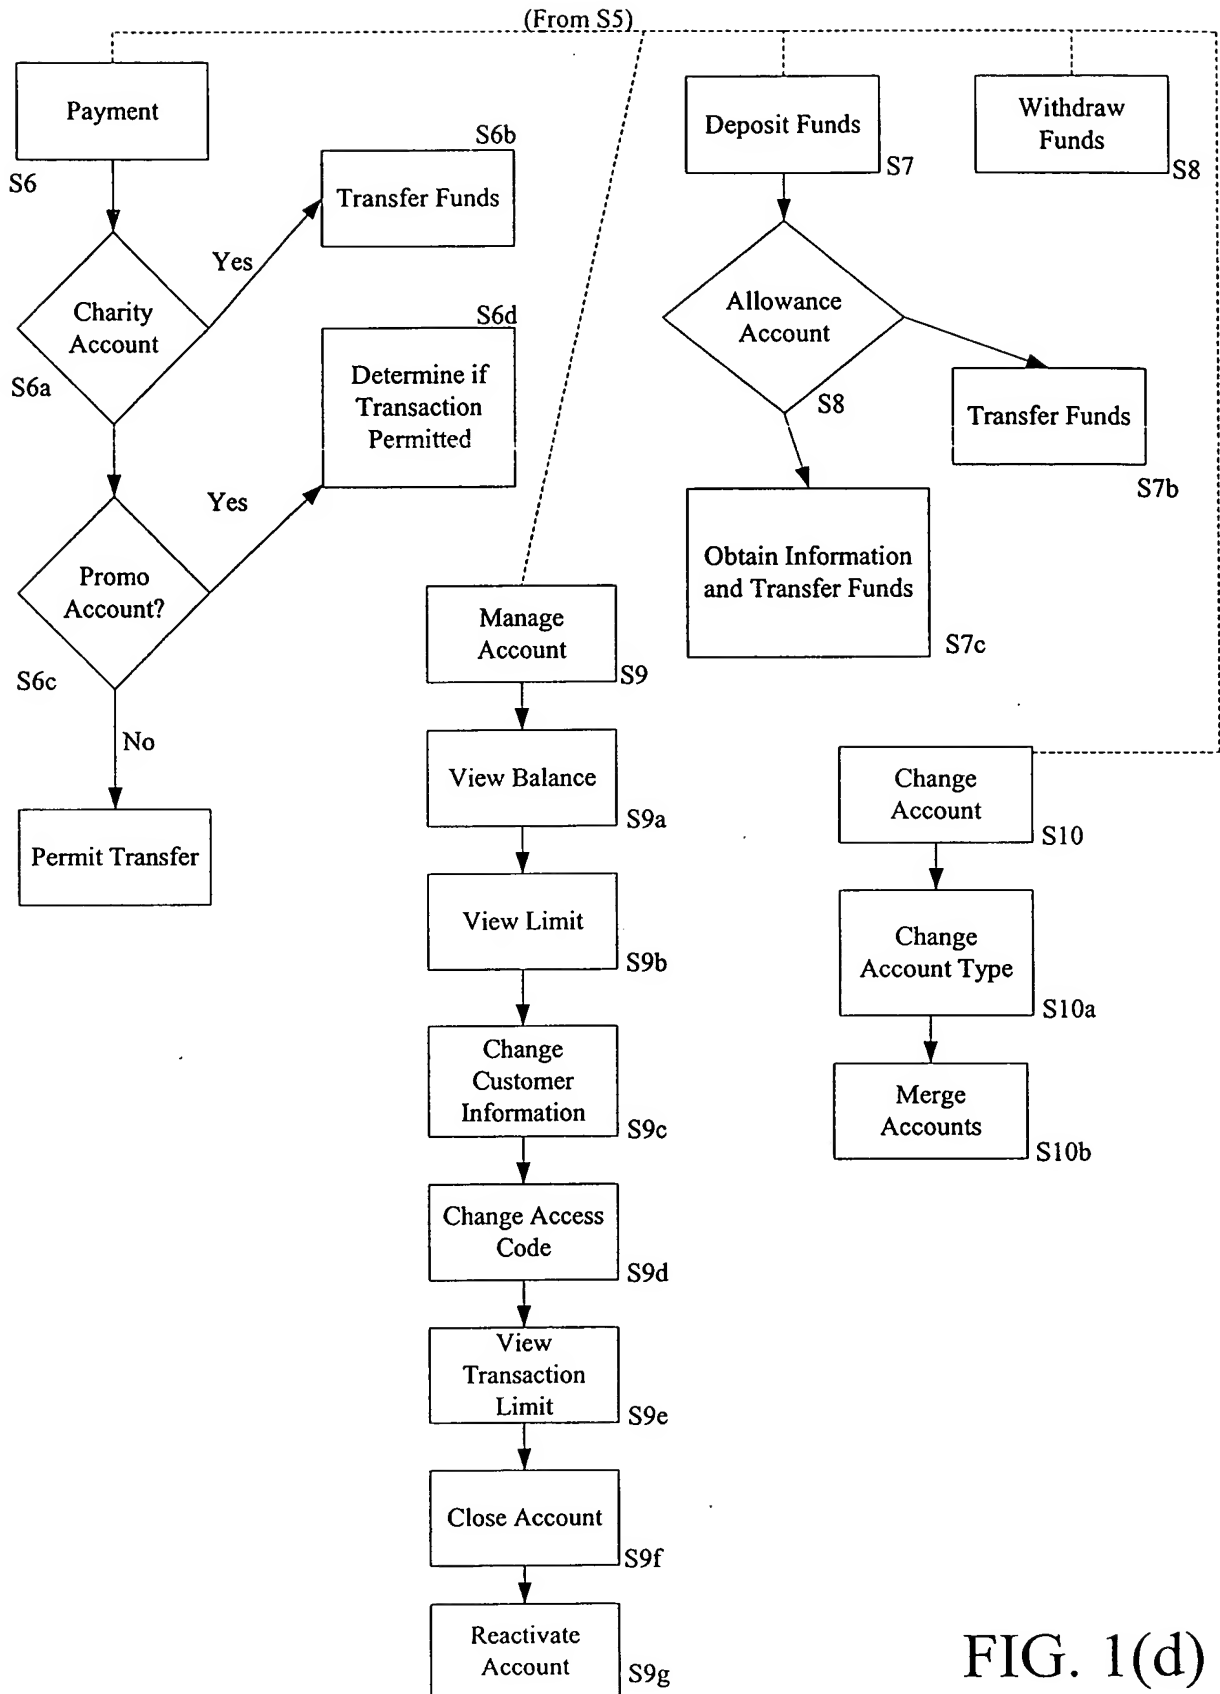 (From S5)
Payment
S6
Charity
Account
S6a
Yes
S6b
Transfer Funds
S6d
Determine if
Transaction
Permitted
Yes
Promo
Account?
S6c
No
Permit Transfer
Deposit Funds
S7
Allowance
Account
S8
Transfer Funds
S7b
Obtain Information
and Transfer Funds
S7c
Withdraw
Funds
S8
Manage
Account
S9
View Balance
S9a
View Limit
S9b
Change
Customer
Information
S9c
Change Access
Code
S9d
View
Transaction
Limit
S9e
Close Account
S9f
Reactivate
Account
S9g
Change
Account
S10
Change
Account Type
S10a
Merge
Accounts
S10b
FIG. 1(d)